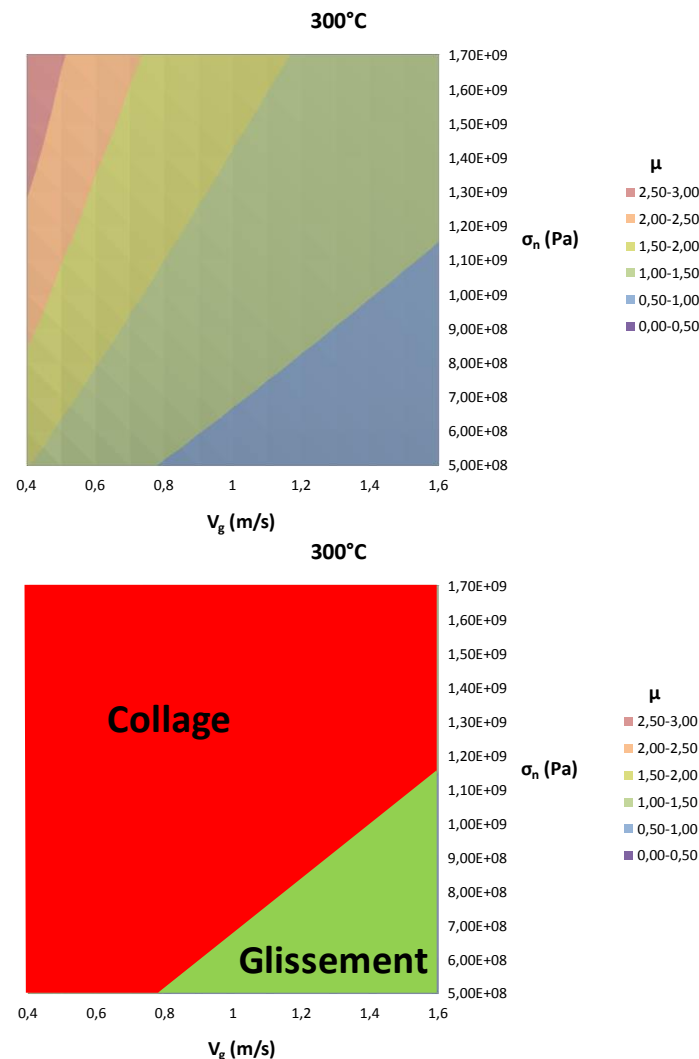 300°C
1,70E+09
1,60E+09
1,50E+09
1,40E+09
1,30E+09
1,20E+09
1,10E+09
1,00E+09
9,00E+08
8,00E+08
7,00E+08
6,00E+08
5,00E+08
σn (Pa)
μ
2,50-3,00
2,00-2,50
1,50-2,00
1,00-1,50
0,50-1,00
0,00-0,50
0,4 0,6 0,8 1 1,2 1,4 1,6
Vg (m/s)
300°C
Collage
Glissement
1,70E+09
1,60E+09
1,50E+09
1,40E+09
1,30E+09
1,20E+09
1,10E+09
1,00E+09
9,00E+08
8,00E+08
7,00E+08
6,00E+08
5,00E+08
σn (Pa)
μ
2,50-3,00
2,00-2,50
1,50-2,00
1,00-1,50
0,50-1,00
0,00-0,50
0,4 0,6 0,8 1 1,2 1,4 1,6
Vg (m/s)